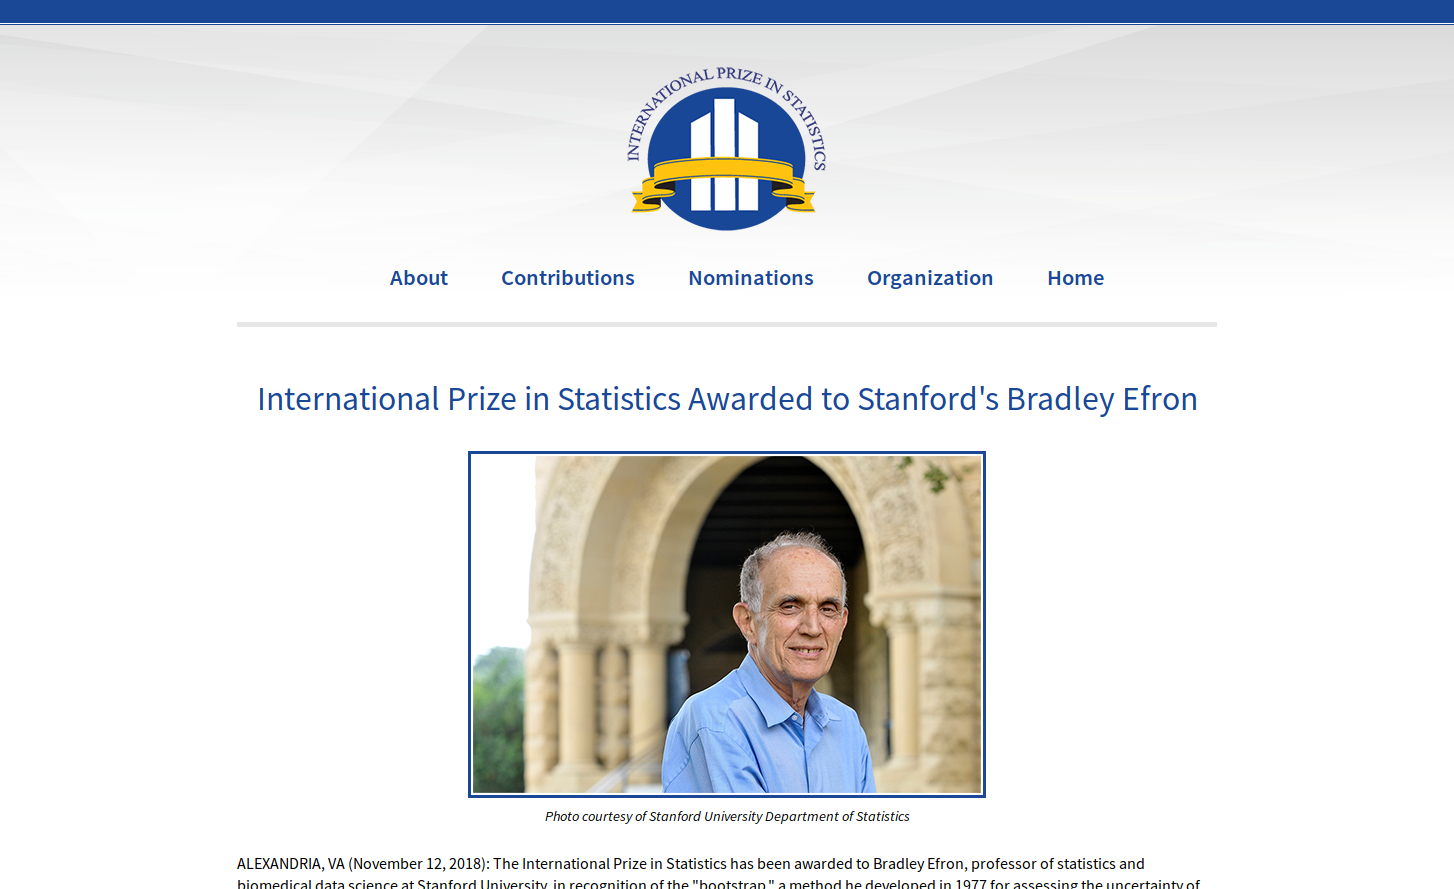 INTERNATIONAL PRIZE IN STATISTICS
About Contributions Nominations Organization Home
International Prize in Statistics Awarded to Stanford's Bradley Efron
Photo courtesy of Stanford University Department of Statistics
ALEXANDRIA, VA (November 12, 2018): The International Prize in Statistics has been awarded to Bradley Efron, professor of statistics and
biomedical data science at Stanford University, in recognition of the "bootstrap," a method he developed in 1977 for assessing the uncertainty of